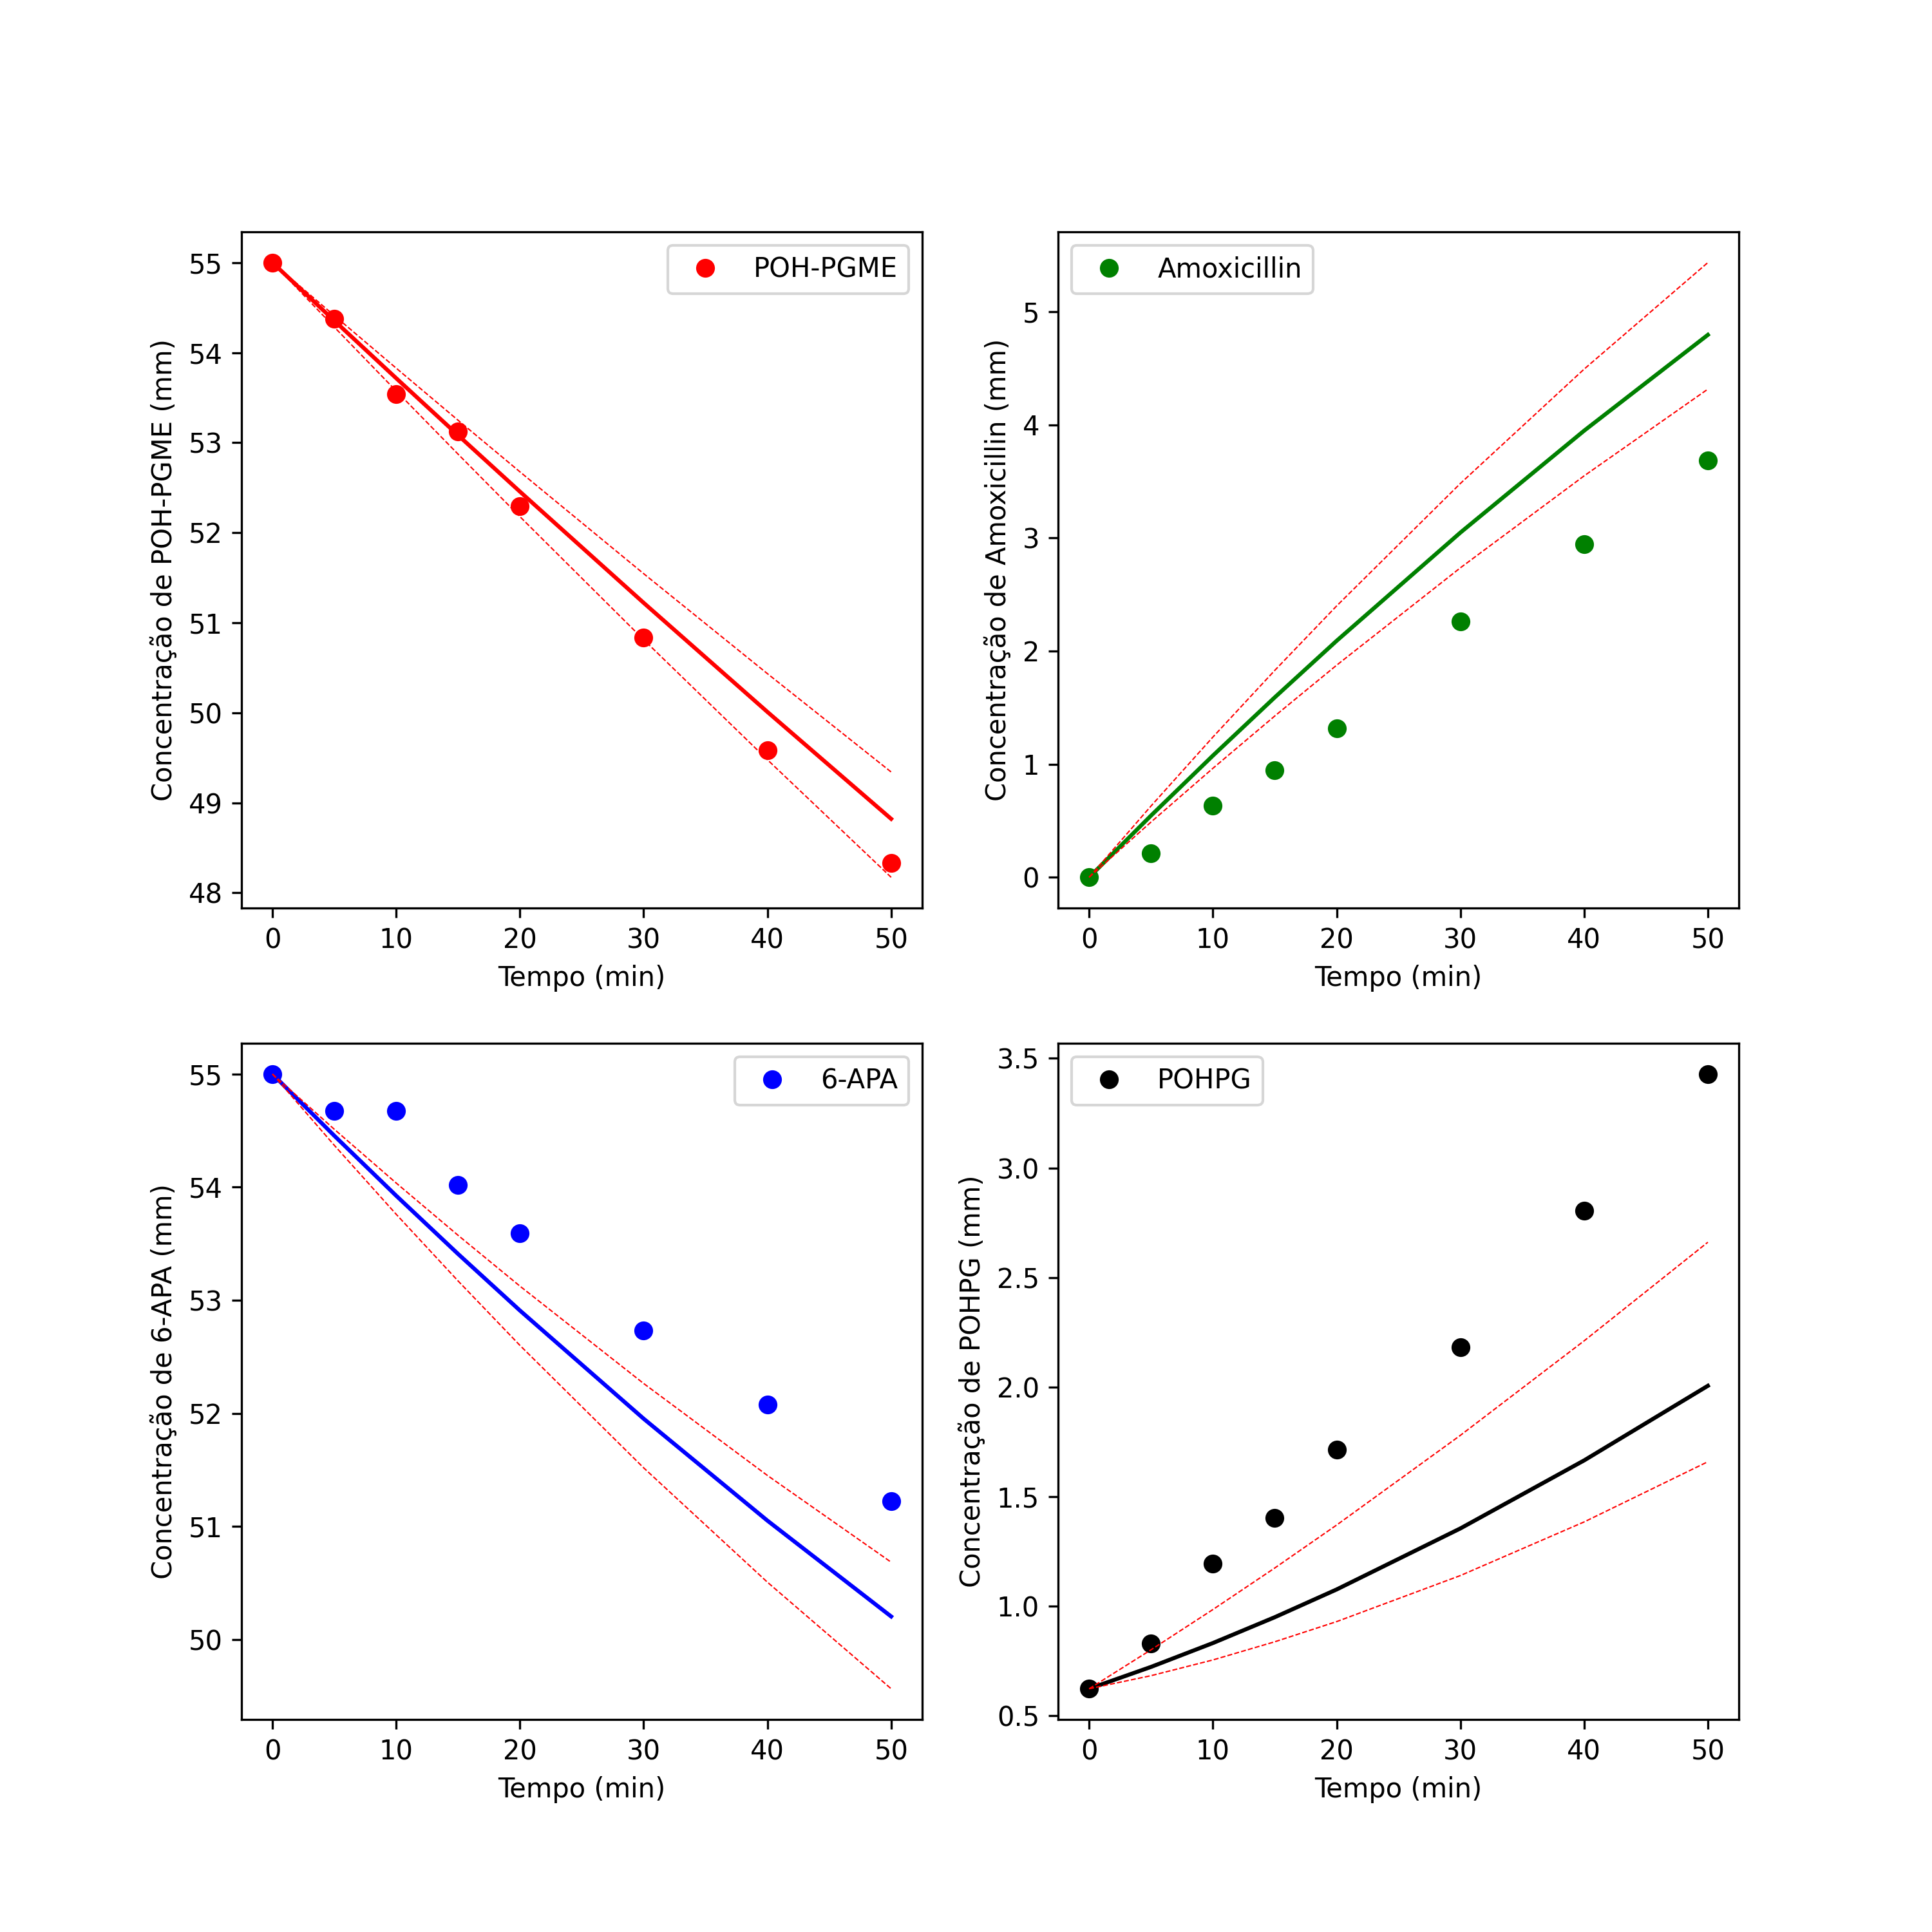 POH-PGME
Concentração de POH-PGME (mm)
55
54
53
52
51
50
49
48
0 10 20 30 40 50
Tempo (min)
Amoxicillin
Concentração de Amoxicillin (mm)
5
4
3
2
1
0
0 10 20 30 40 50
Tempo (min)
6-APA
Concentração de 6-APA (mm)
55
54
53
52
51
50
0 10 20 30 40 50
Tempo (min)
POHPG
Concentração de POHPG (mm)
3.5
3.0
2.5
2.0
1.5
1.0
0.5
0 10 20 30 40 50
Tempo (min)